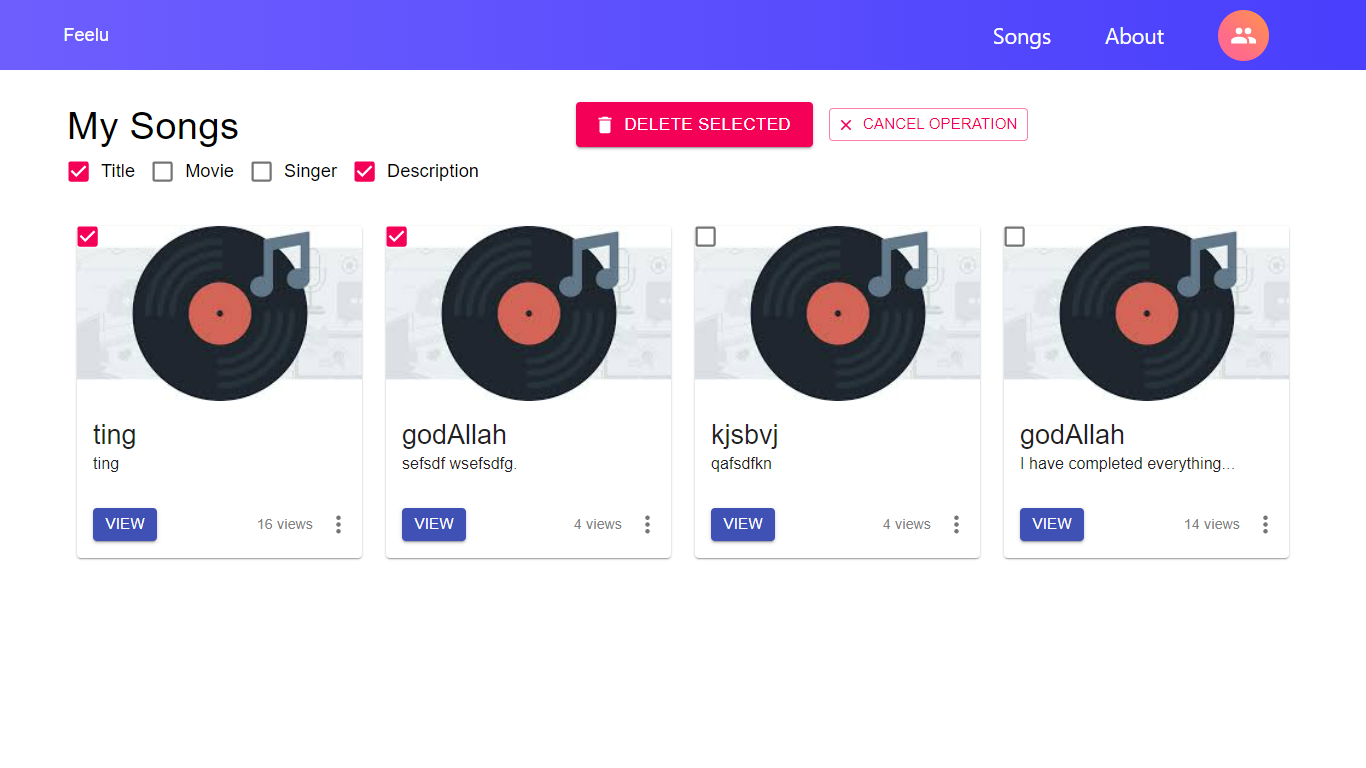 Feelu
Songs
About
My Songs
DELETE SELECTED
CANCEL OPERATION
Title
Movie
Singer
Description
ting
ting
VIEW
16 views
godAllah
sefsdf wsefsdfg.
VIEW
4 views
kjsbvj
qafsdfkn
VIEW
4 views
godAllah
I have completed everything...
VIEW
14 views